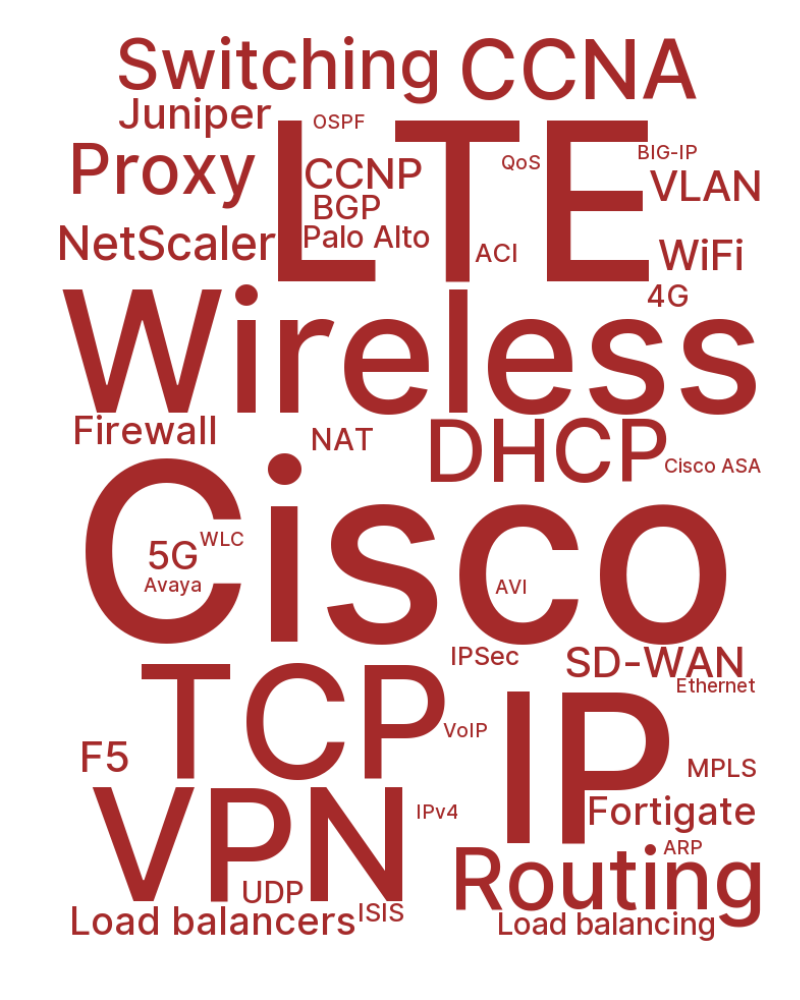 Switching CCNA
Juniper OSPF
LTE
Proxy CCNP QoS BIG-IP
BGP VLAN
NetScaler Palo Alto ACI WiFi
4G
Wireless
Firewall NAT DHCP
Cisco ASA
Cisco
5G WLC
Avaya AVI
IPSec SD-WAN
Ethernet
TCP IP
F5 VoIP MPLS
VPN IPv4 Fortigate
ARP
Routing
UDP
Load balancers ISIS Load balancing